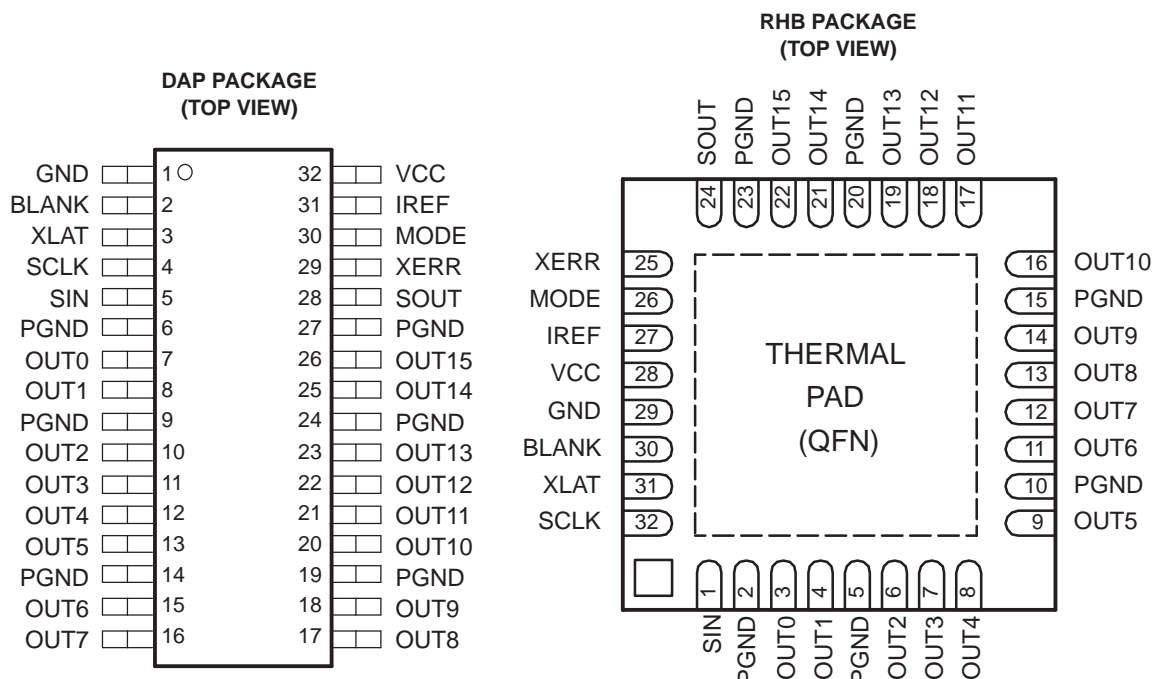 DAP PACKAGE
(TOP VIEW)
GND 1 32 VCC
BLANK 2 31 IREF
XLAT 3 30 MODE
SCLK 4 29 XERR
SIN 5 28 SOUT
PGND 6 27 PGND
OUT0 7 26 OUT15
OUT1 8 25 OUT14
PGND 9 24 PGND
OUT2 10 23 OUT13
OUT3 11 22 OUT12
OUT4 12 21 OUT11
OUT5 13 20 OUT10
PGND 14 19 PGND
OUT6 15 18 OUT9
OUT7 16 17 OUT8
RHB PACKAGE
(TOP VIEW)
SOUT PGND OUT15 OUT14 PGND OUT13 OUT12 OUT11
24 23 22 21 20 19 18 17
XERR 25 16 OUT10
MODE 26 15 PGND
IREF 27 14 OUT9
VCC 28 13 OUT8
GND 29 12 OUT7
BLANK 30 11 OUT6
XLAT 31 10 PGND
SCLK 32 9 OUT5
THERMAL
PAD
(QFN)
1 2 3 4 5 6 7 8
SIN PGND OUT0 OUT1 PGND OUT2 OUT3 OUT4